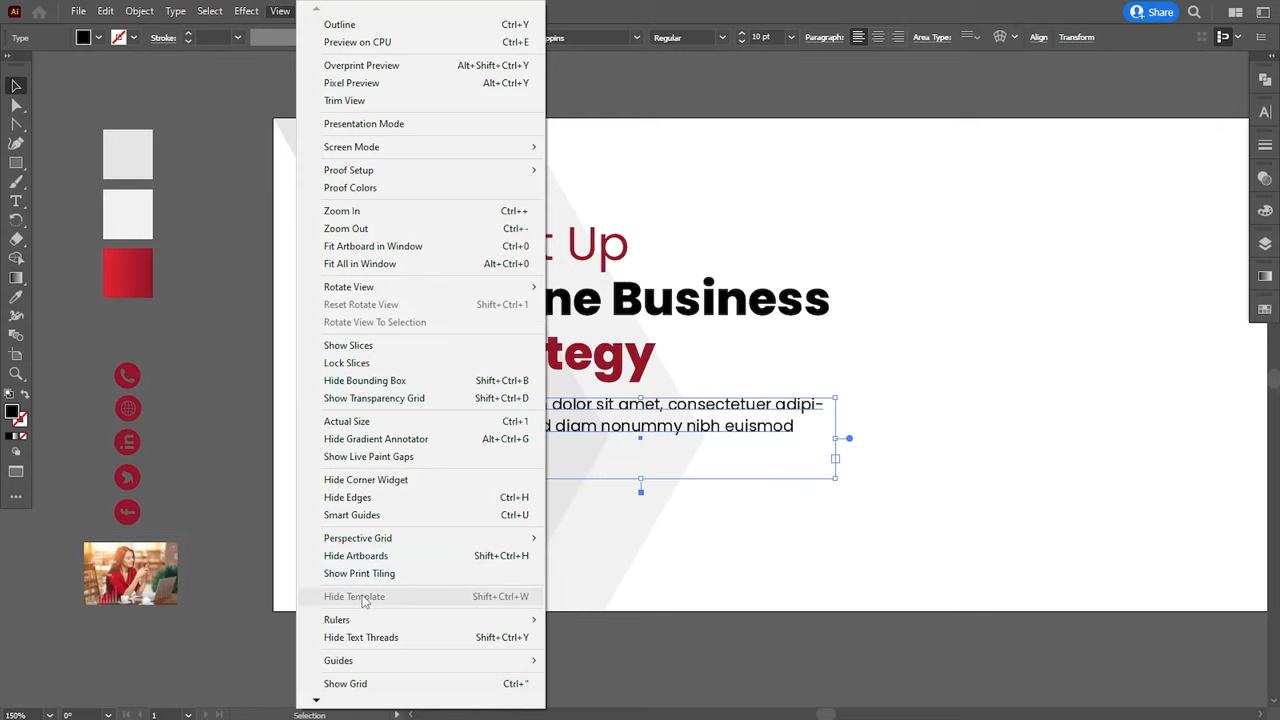 Ai File Edit Object Type Select Effect View Share
Type Stroke: Regular 10 pt Paragraph: Area Type: Align Transform
Outline Ctrl+Y
Preview on CPU Ctrl+E
Overprint Preview Alt+Shift+Ctrl+Y
Pixel Preview Alt+Ctrl+Y
Trim View
Presentation Mode
Screen Mode
Proof Setup
Proof Colors
Zoom In Ctrl++
Zoom Out Ctrl+-
Fit Artboard in Window Ctrl+0
Fit All in Window Alt+Ctrl+0
Rotate View
Reset Rotate View Shift+Ctrl+1
Rotate View To Selection
Show Slices
Lock Slices
Hide Bounding Box Shift+Ctrl+B
Show Transparency Grid Shift+Ctrl+D
Actual Size Ctrl+1
Hide Gradient Annotator Alt+Ctrl+G
Show Live Paint Gaps
Hide Corner Widget
Hide Edges Ctrl+H
Smart Guides Ctrl+U
Perspective Grid
Hide Artboards Shift+Ctrl+H
Show Print Tiling
Hide Template Shift+Ctrl+W
Rulers
Hide Text Threads Shift+Ctrl+Y
Guides
Show Grid Ctrl+"
t Up
ne Business
tegy
dolor sit amet, consectetuer adipi-
d diam nonummy nibh euismod
150% 0° 1 Selection